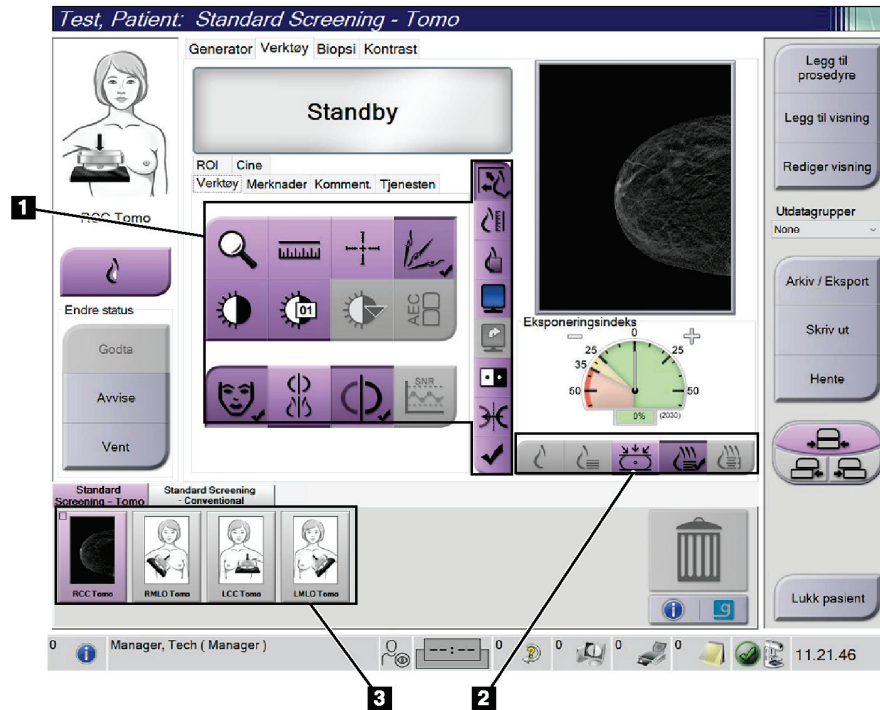 Test, Patient: Standard Screening - Tomo
Generator Verktøy Biopsi Kontrast
Standby
ROI Cine
Verktøy Merknader Komment. Tjenesten
RCC Tomo
Endre status
Godta
Avvise
Vent
01
AEC
SNR
Eksponeringsindeks
0
25 25
35
50 50
0% (2030)
Legg til
prosedyre
Legg til visning
Rediger visning
Utdatagrupper
None
Arkiv / Eksport
Skriv ut
Hente
Lukk pasient
Standard
Screening - Tomo
Standard Screening
- Conventional
RCC Tomo RMLO Tomo LCC Tomo LMLO Tomo
0 Manager, Tech ( Manager ) --:-- 0 0 0 0 11.21.46
1
2
3